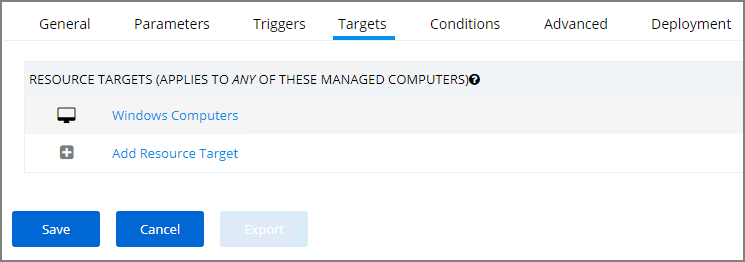 General Parameters Triggers Targets Conditions Advanced Deployment
RESOURCE TARGETS (APPLIES TO ANY OF THESE MANAGED COMPUTERS)?
Windows Computers
Add Resource Target
Save Cancel Export